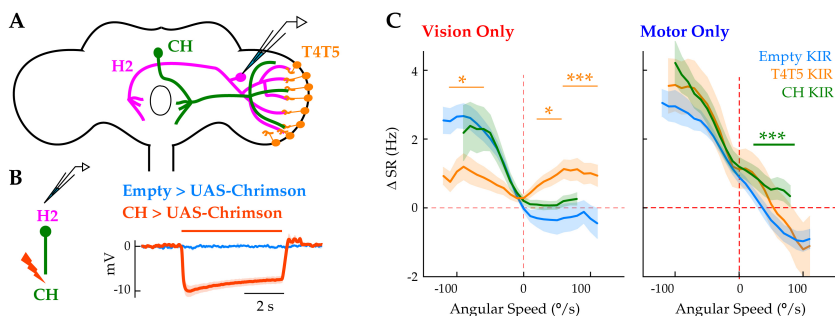 A
CH
H2
T4T5
B
H2
CH
Empty > UAS-Chrimson
CH > UAS-Chrimson
0
mV
-10
2 s
C
Vision Only
Motor Only
Empty KIR
T4T5 KIR
CH KIR
* * ***
***
Δ SR (Hz)
4
2
0
-2
-100 0 100
Angular Speed (°/s)
-100 0 100
Angular Speed (°/s)